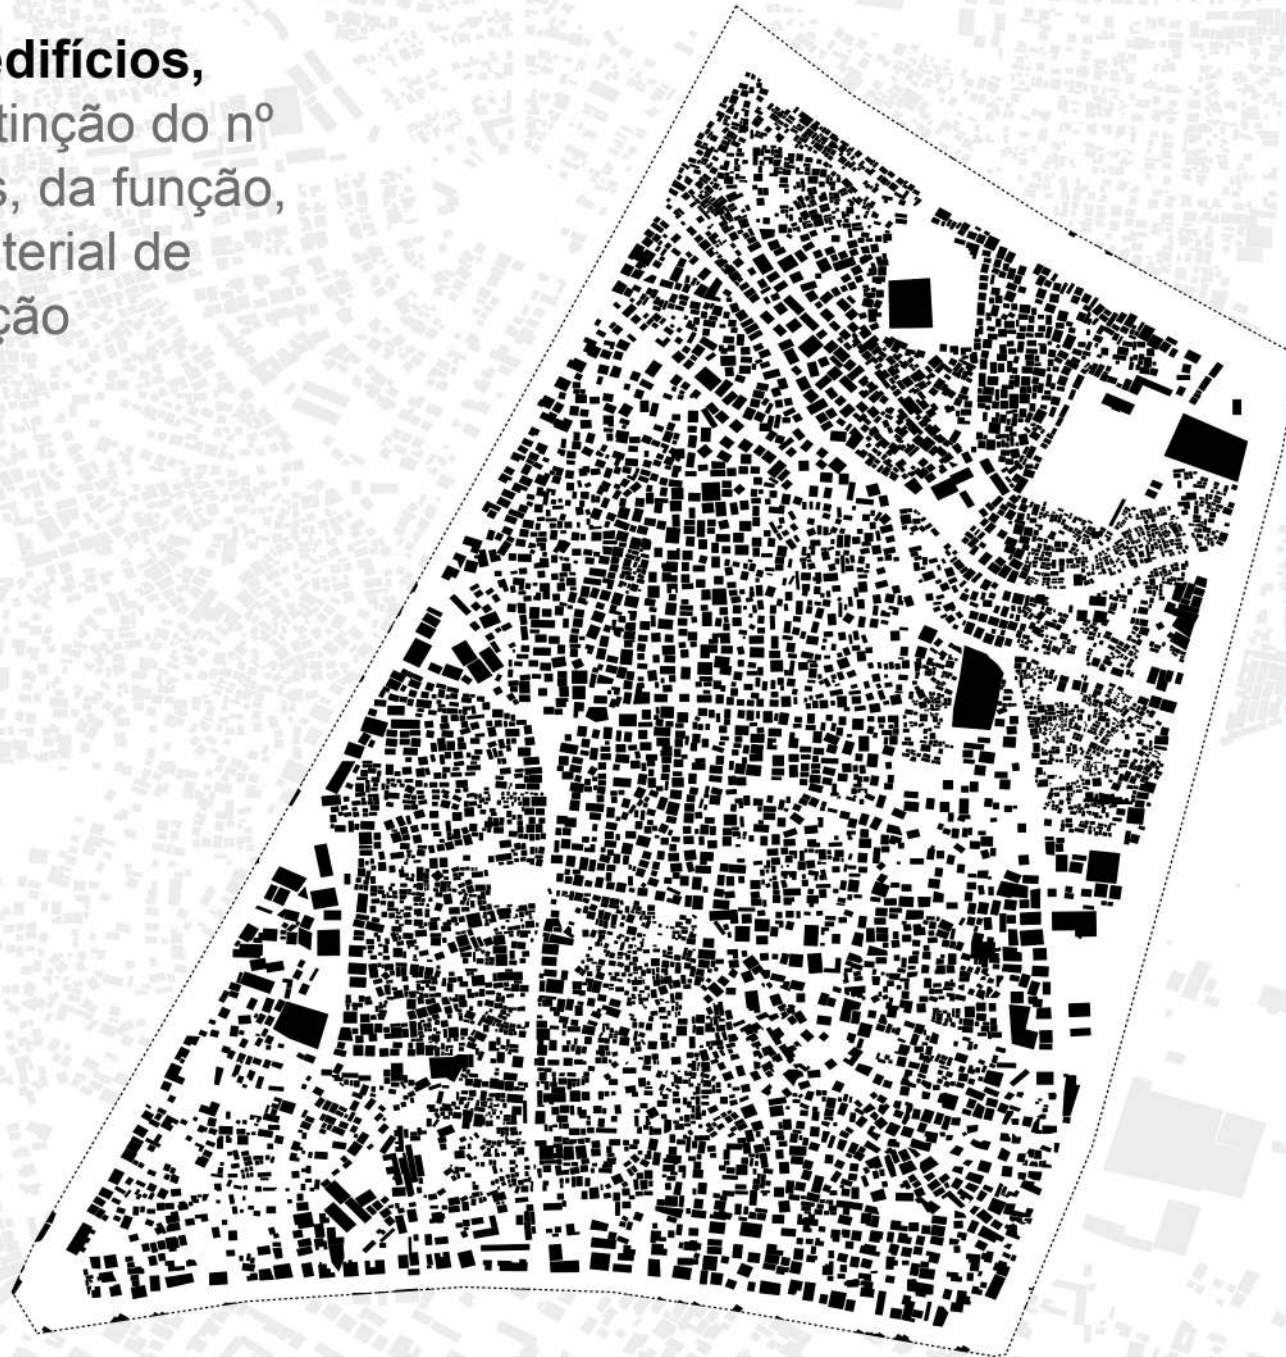 edifícios,
tinção do nº
s, da função,
terial de
ção